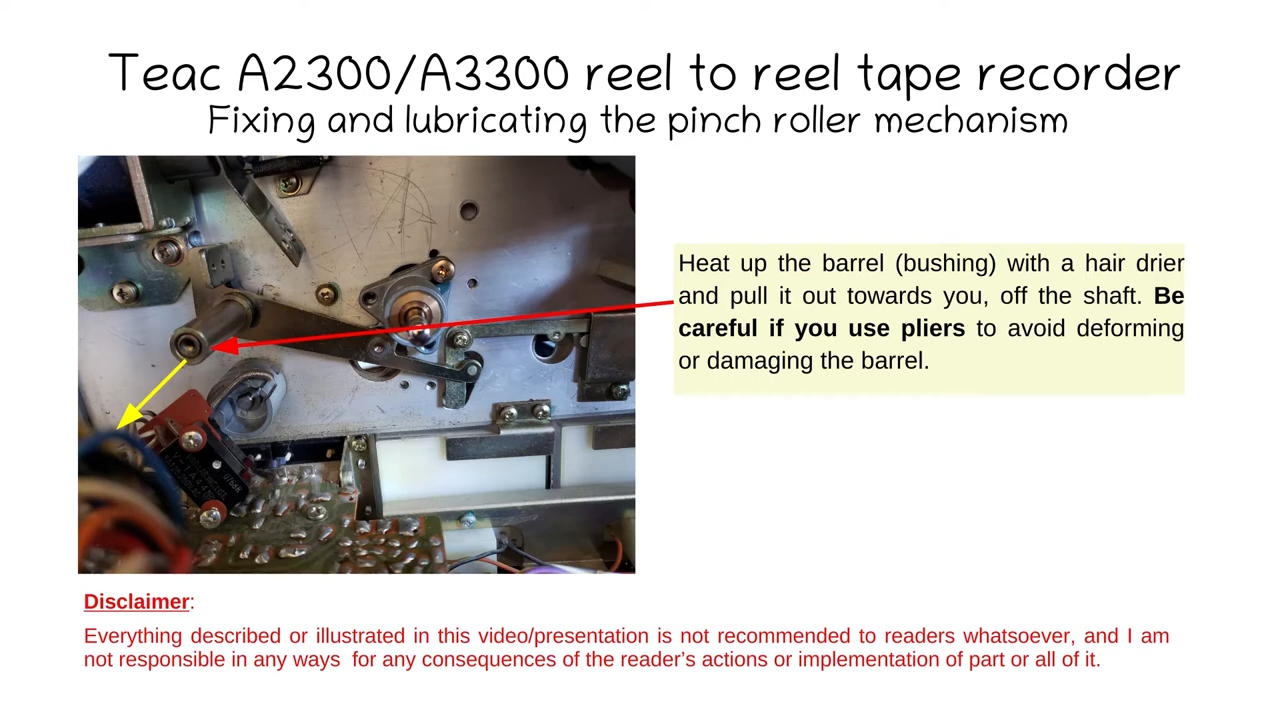 Teac A2300/A3300 reel to reel tape recorder
Fixing and lubricating the pinch roller mechanism
Heat up the barrel (bushing) with a hair drier
and pull it out towards you, off the shaft. Be
careful if you use pliers to avoid deforming
or damaging the barrel.
Disclaimer:
Everything described or illustrated in this video/presentation is not recommended to readers whatsoever, and I am
not responsible in any ways  for any consequences of the reader's actions or implementation of part or all of it.